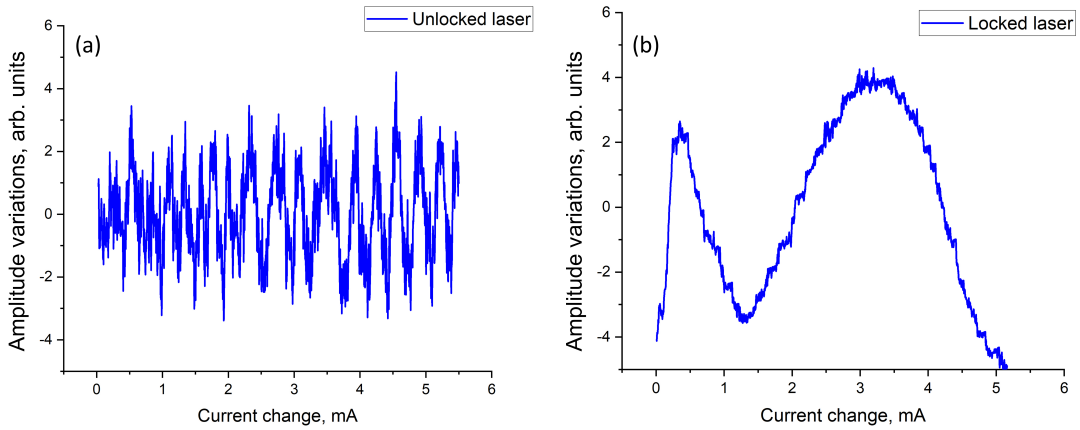 (a)
Unlocked laser
Amplitude variations, arb. units
6
4
2
0
-2
-4
0 1 2 3 4 5 6
Current change, mA
(b)
Locked laser
Amplitude variations, arb. units
6
4
2
0
-2
-4
0 1 2 3 4 5 6
Current change, mA